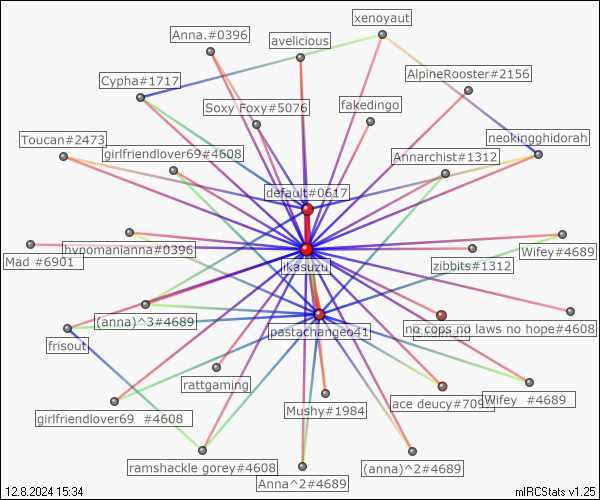 xenoyaut
Anna.#0396
avelicious
AlpineRooster#2156
Cypha#1717
Soxy Foxy#5076
fakedingo
Toucan#2473
neokingghidorah
girlfriendlover69#4608
Annarchist#1312
default#0617
hypomanianna#0396
Wifey#4689
Mad #6901
zibbits#1312
jkasuzu
(anna)^3#4689
no cops no laws no hope#4608
pastachangeo41
frisout
rattgaming
Mushy#1984
ace deucy#7097
Wifey #4689
girlfriendlover69 #4608
ramshackle gorey#4608
(anna)^2#4689
Anna^2#4689
12.8.2024 15:34
mIRCStats v1.25